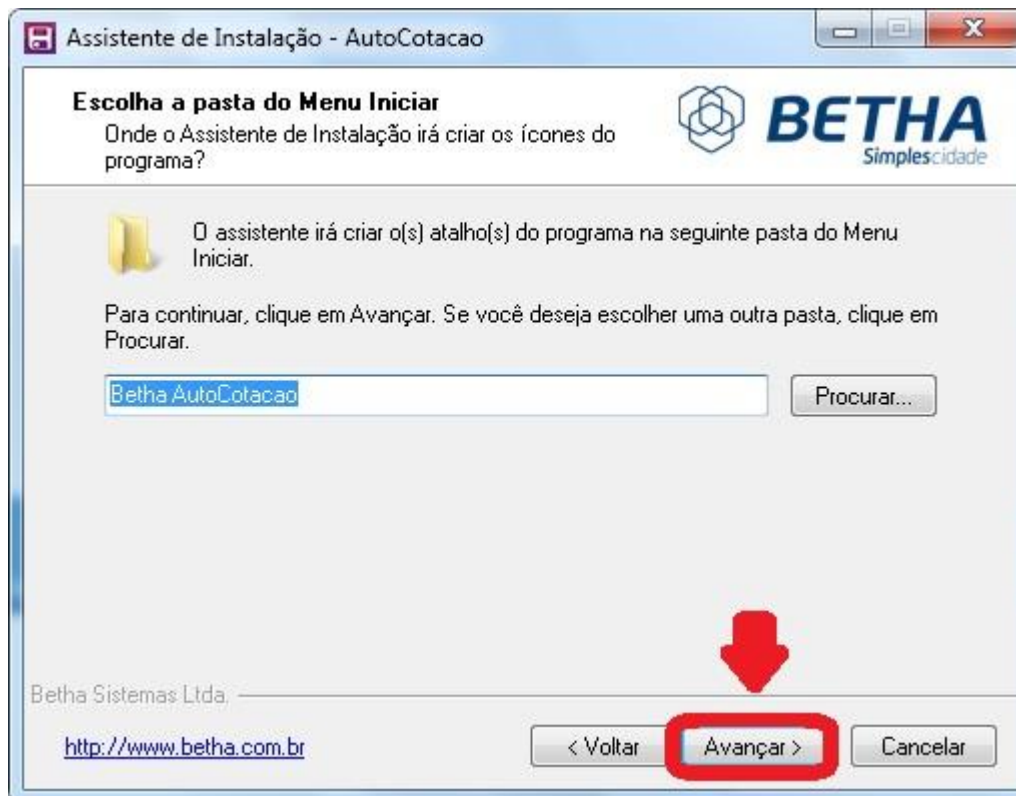 Assistente de Instalação - AutoCotacao
Escolha a pasta do Menu Iniciar
Onde o Assistente de Instalação irá criar os ícones do
programa?
BETHA
Simplescidade
O assistente irá criar o(s) atalho(s) do programa na seguinte pasta do Menu
Iniciar.
Para continuar, clique em Avançar. Se você deseja escolher uma outra pasta, clique em
Procurar.
Betha AutoCotacao
Procurar...
Betha Sistemas Ltda.
http://www.betha.com.br
< Voltar
Avançar >
Cancelar